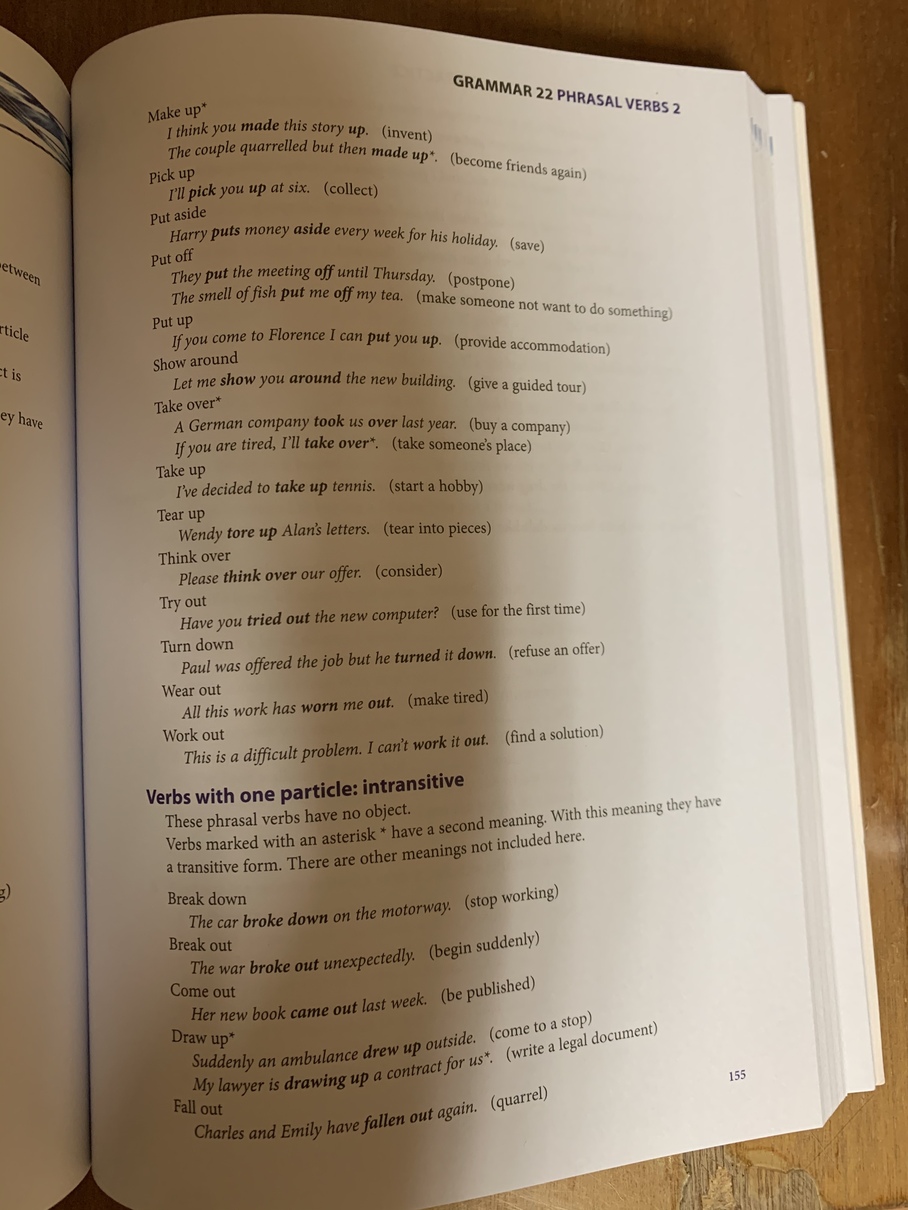 GRAMMAR 22 PHRASAL VERBS 2
Make up*
I think you made this story up. (invent)
The couple quarrelled but then made up*. (become friends again)
Pick up
I'll pick you up at six. (collect)
Put aside
Harry puts money aside every week for his holiday. (save)
Put off
They put the meeting off until Thursday. (postpone)
The smell of fish put me off my tea. (make someone not want to do something)
Put up
If you come to Florence I can put you up. (provide accommodation)
Show around
Let me show you around the new building. (give a guided tour)
Take over*
A German company took us over last year. (buy a company)
If you are tired, I'll take over*. (take someone's place)
Take up
I've decided to take up tennis. (start a hobby)
Tear up
Wendy tore up Alan's letters. (tear into pieces)
Think over
Please think over our offer. (consider)
Try out
Have you tried out the new computer? (use for the first time)
Turn down
Paul was offered the job but he turned it down. (refuse an offer)
Wear out
All this work has worn me out. (make tired)
Work out
This is a difficult problem. I can't work it out. (find a solution)
Verbs with one particle: intransitive
These phrasal verbs have no object.
Verbs marked with an asterisk * have a second meaning. With this meaning they have
a transitive form. There are other meanings not included here.
Break down
The car broke down on the motorway. (stop working)
Break out
The war broke out unexpectedly. (begin suddenly)
Come out
Her new book came out last week. (be published)
Draw up*
Suddenly an ambulance drew up outside. (come to a stop)
My lawyer is drawing up a contract for us*. (write a legal document)
Fall out
Charles and Emily have fallen out again. (quarrel)
155